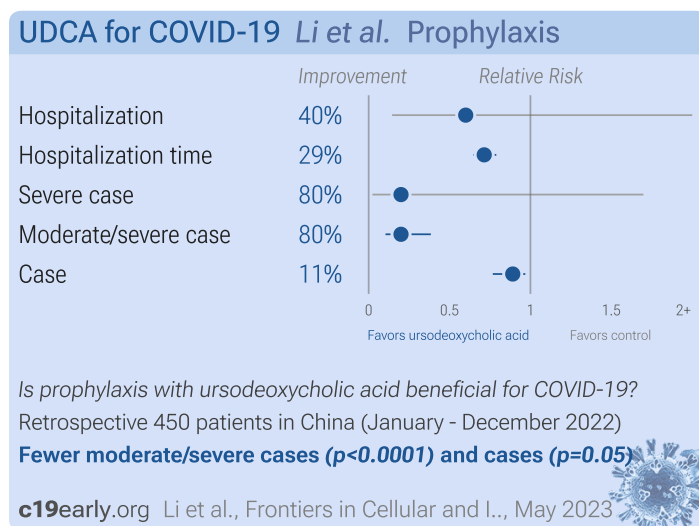 UDCA for COVID-19 Li et al. Prophylaxis
Improvement Relative Risk
Hospitalization 40%
Hospitalization time 29%
Severe case 80%
Moderate/severe case 80%
Case 11%
0 0.5 1 1.5 2+
Favors ursodeoxycholic acid Favors control
Is prophylaxis with ursodeoxycholic acid beneficial for COVID-19?
Retrospective 450 patients in China (January - December 2022)
Fewer moderate/severe cases (p<0.0001) and cases (p=0.05)
c19early.org Li et al., Frontiers in Cellular and I.., May 2023